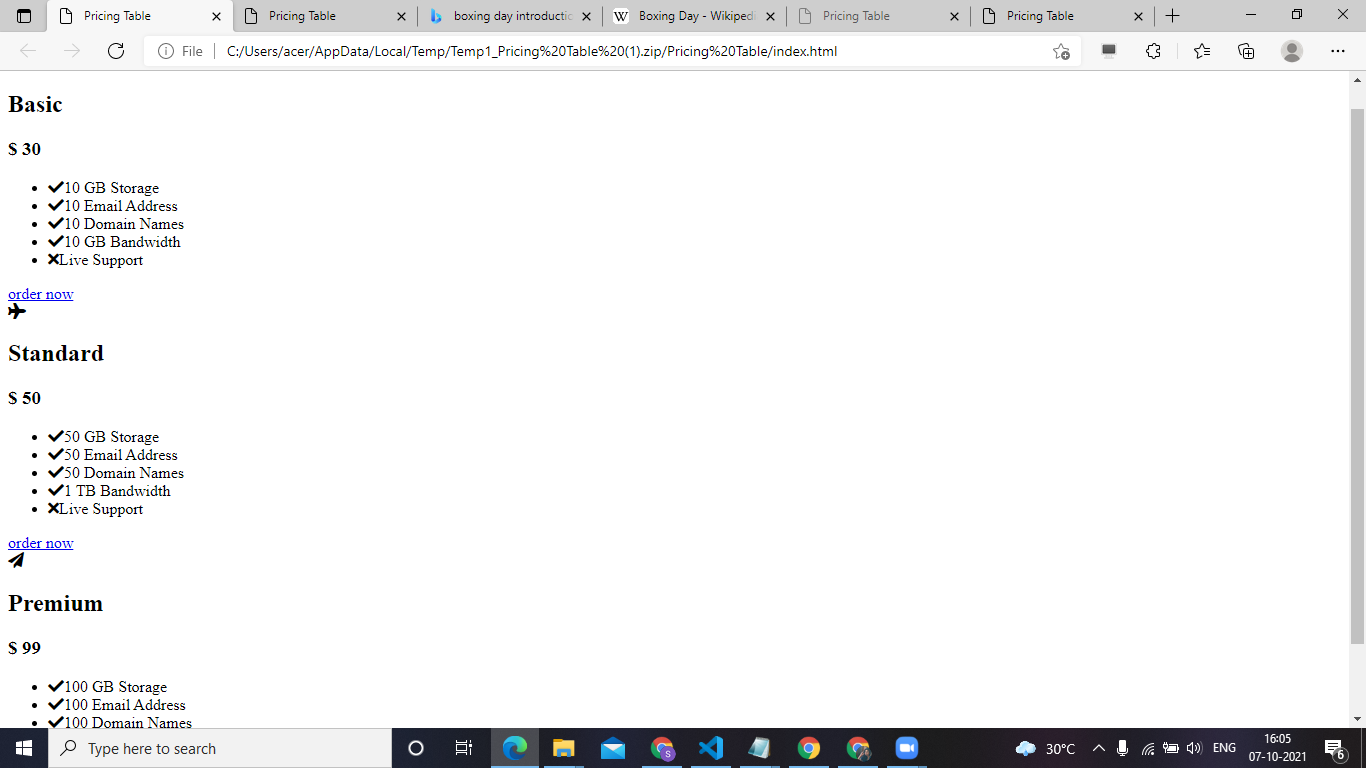 Pricing Table
Pricing Table
boxing day introductic
Boxing Day - Wikiped
Pricing Table
Pricing Table
File
C:/Users/acer/AppData/Local/Temp/Temp1_Pricing%20Table%20(1).zip/Pricing%20Table/index.html
Basic
$ 30
10 GB Storage
10 Email Address
10 Domain Names
10 GB Bandwidth
Live Support
order now
Standard
$ 50
50 GB Storage
50 Email Address
50 Domain Names
1 TB Bandwidth
Live Support
order now
Premium
$ 99
100 GB Storage
100 Email Address
100 Domain Names
Type here to search
S
30°C
ENG
16:05
07-10-2021
6